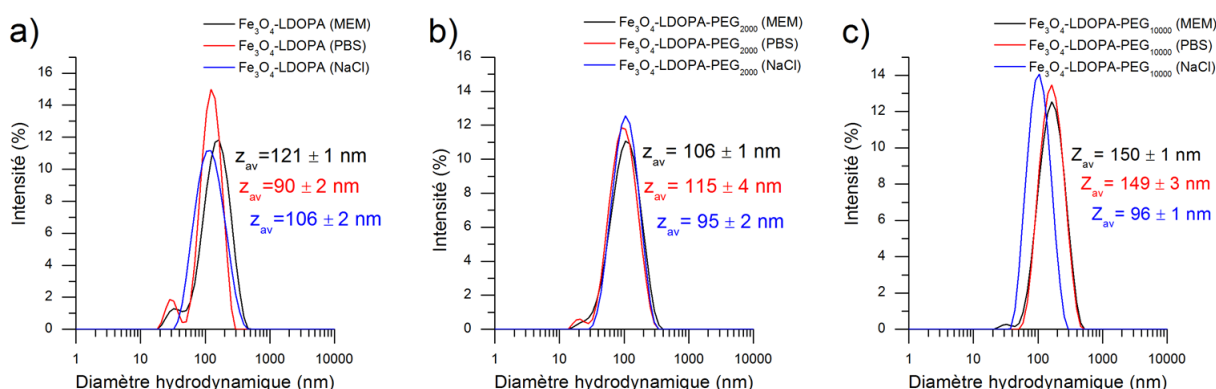 a)
Fe3O4-LDOPA (MEM)
Fe3O4-LDOPA (PBS)
Fe3O4-LDOPA (NaCl)
Intensité (%)
16
14
12
10
8
6
4
2
0
zav=121 ± 1 nm
zav=90 ± 2 nm
zav=106 ± 2 nm
1 10 100 1000 10000
Diamètre hydrodynamique (nm)
b)
Fe3O4-LDOPA-PEG2000 (MEM)
Fe3O4-LDOPA-PEG2000 (PBS)
Fe3O4-LDOPA-PEG2000 (NaCl)
Intensité (%)
16
14
12
10
8
6
4
2
0
zav= 106 ± 1 nm
zav= 115 ± 4 nm
zav= 95 ± 2 nm
1 10 100 1000 10000
Diamètre hydrodynamique (nm)
c)
Fe3O4-LDOPA-PEG10000 (MEM)
Fe3O4-LDOPA-PEG10000 (PBS)
Fe3O4-LDOPA-PEG10000 (NaCl)
Intensité (%)
14
12
10
8
6
4
2
0
Zav= 150 ± 1 nm
Zav= 149 ± 3 nm
Zav= 96 ± 1 nm
1 10 100 1000 10000
Diamètre hydrodynamique (nm)